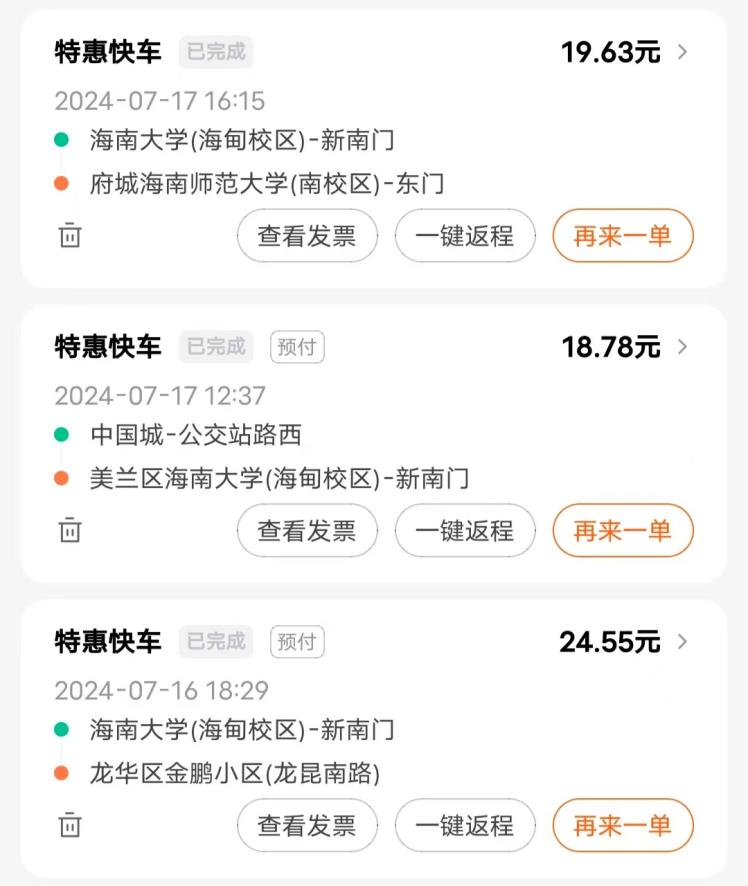 特惠快车 已完成 19.63元
2024-07-17 16:15
海南大学(海甸校区)-新南门
府城海南师范大学(南校区)-东门
查看发票 一键返程 再来一单
特惠快车 已完成 预付 18.78元
2024-07-17 12:37
中国城-公交站路西
美兰区海南大学(海甸校区)-新南门
查看发票 一键返程 再来一单
特惠快车 已完成 预付 24.55元
2024-07-16 18:29
海南大学(海甸校区)-新南门
龙华区金鹏小区(龙昆南路)
查看发票 一键返程 再来一单